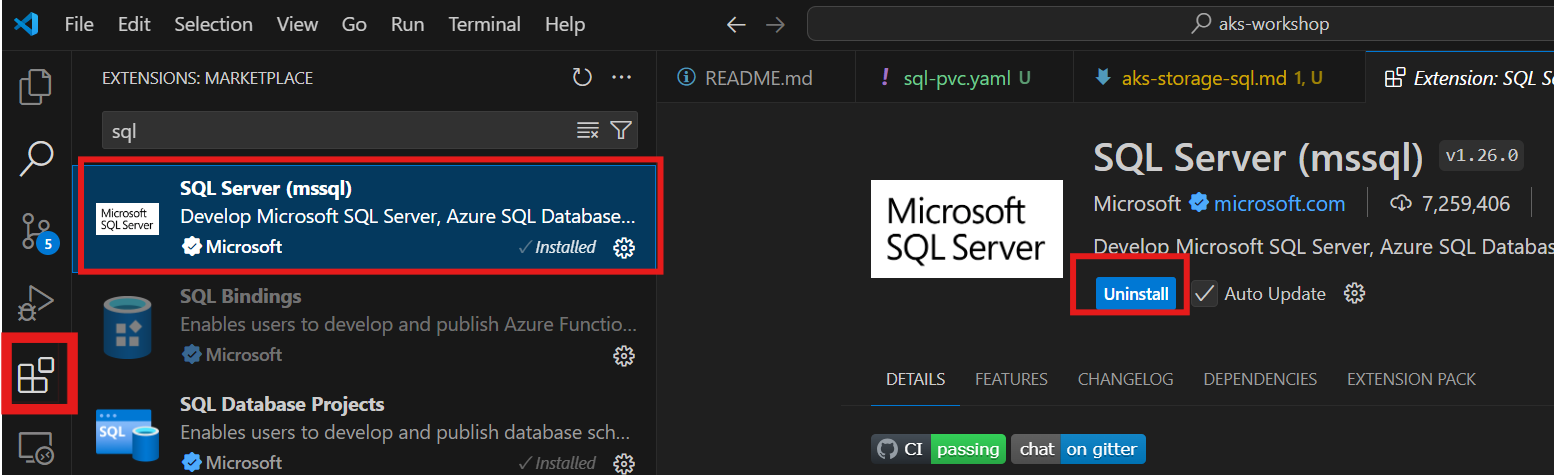 File Edit Selection View Go Run Terminal Help
aks-workshop
EXTENSIONS: MARKETPLACE
sql
SQL Server (mssql)
Develop Microsoft SQL Server, Azure SQL Database...
Microsoft
SQL Server
Microsoft
Installed
SQL Bindings
Enables users to develop and publish Azure Functio...
Microsoft
SQL Database Projects
Enables users to develop and publish database sch...
SQL
Microsoft
Installed
5
README.md
! sql-pvc.yaml U
aks-storage-sql.md 1, U
Extension: SQL
SQL Server (mssql) v1.26.0
Microsoft
SQL Server
Microsoft microsoft.com 7,259,406
Develop Microsoft SQL Server, Azure SQL Databas
Uninstall Auto Update
DETAILS FEATURES CHANGELOG DEPENDENCIES EXTENSION PACK
CI passing chat on gitter